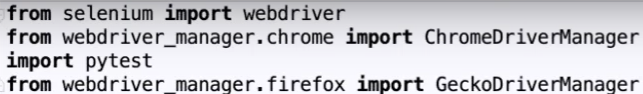 from selenium import webdriver
from webdriver_manager.chrome import ChromeDriverManager
import pytest
from webdriver_manager.firefox import GeckoDriverManager